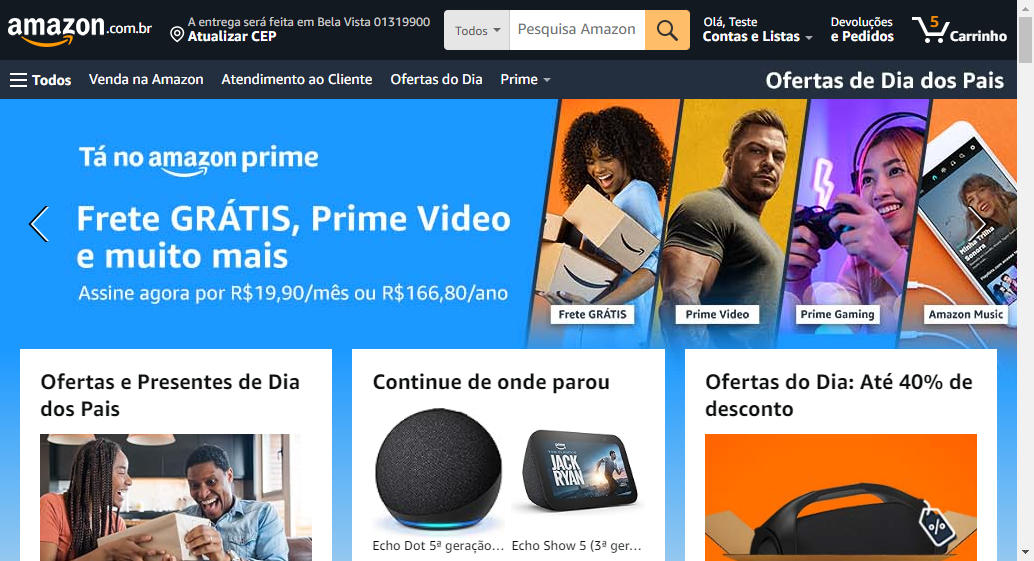 amazon.com.br
A entrega será feita em Bela Vista 01319900
Atualizar CEP
Todos
Pesquisa Amazon
Olá, Teste
Contas e Listas
Devoluções
e Pedidos
5
Carrinho
Todos
Venda na Amazon
Atendimento ao Cliente
Ofertas do Dia
Prime
Ofertas de Dia dos Pais
Tá no amazon prime
Frete GRÁTIS, Prime Video
e muito mais
Assine agora por R$19,90/mês ou R$166,80/ano
Frete GRÁTIS
Prime Video
Prime Gaming
Minha Trilha
Sonora
Amazon Music
Ofertas e Presentes de Dia
dos Pais
Continue de onde parou
prime
JACK
RYAN
Echo Dot 5ª geração...
Echo Show 5 (3ª ger...
Ofertas do Dia: Até 40% de
desconto
%